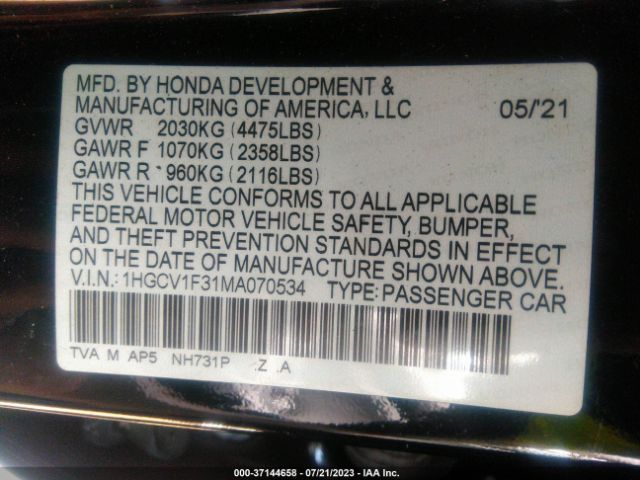 MFD. BY HONDA DEVELOPMENT &
MANUFACTURING OF AMERICA, LLC 05/'21
GVWR 2030KG (4475LBS)
GAWR F 1070KG (2358LBS)
GAWR R 960KG (2116LBS)
THIS VEHICLE CONFORMS TO ALL APPLICABLE
FEDERAL MOTOR VEHICLE SAFETY, BUMPER,
AND THEFT PREVENTION STANDARDS IN EFFECT
ON THE DATE OF MANUFACTURE SHOWN ABOVE.
V.I.N.: 1HGCV1F31MA070534 TYPE: PASSENGER CAR
TVA M AP5 NH731P .Z .A
000-37144658 - 07/21/2023 - IAA Inc.